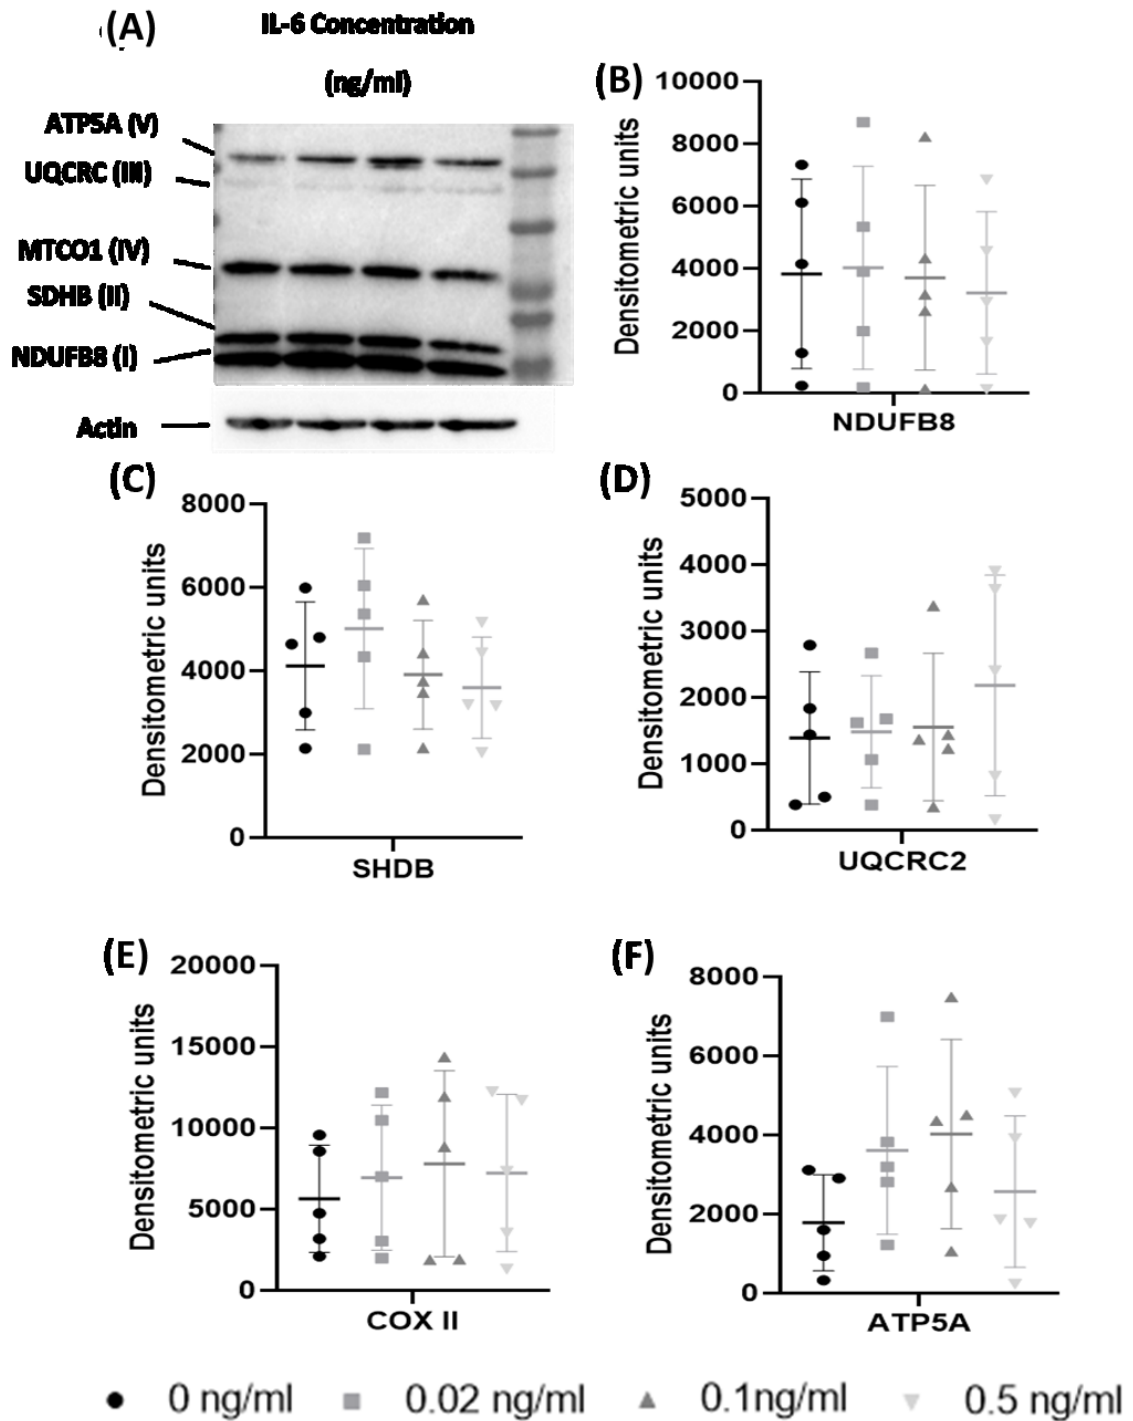 (A)
IL-6 Concentration
(ng/ml)
ATP5A (V)
UQCRC (III)
MTCO1 (IV)
SDHB (II)
NDUFB8 (I)
Actin
(B)
Densitometric units
10000
8000
6000
4000
2000
0
NDUFB8
(C)
Densitometric units
8000
6000
4000
2000
0
SHDB
(D)
Densitometric units
5000
4000
3000
2000
1000
0
UQCRC2
(E)
Densitometric units
20000
15000
10000
5000
0
COX II
(F)
Densitometric units
8000
6000
4000
2000
0
ATP5A
0 ng/ml 0.02 ng/ml 0.1ng/ml 0.5 ng/ml